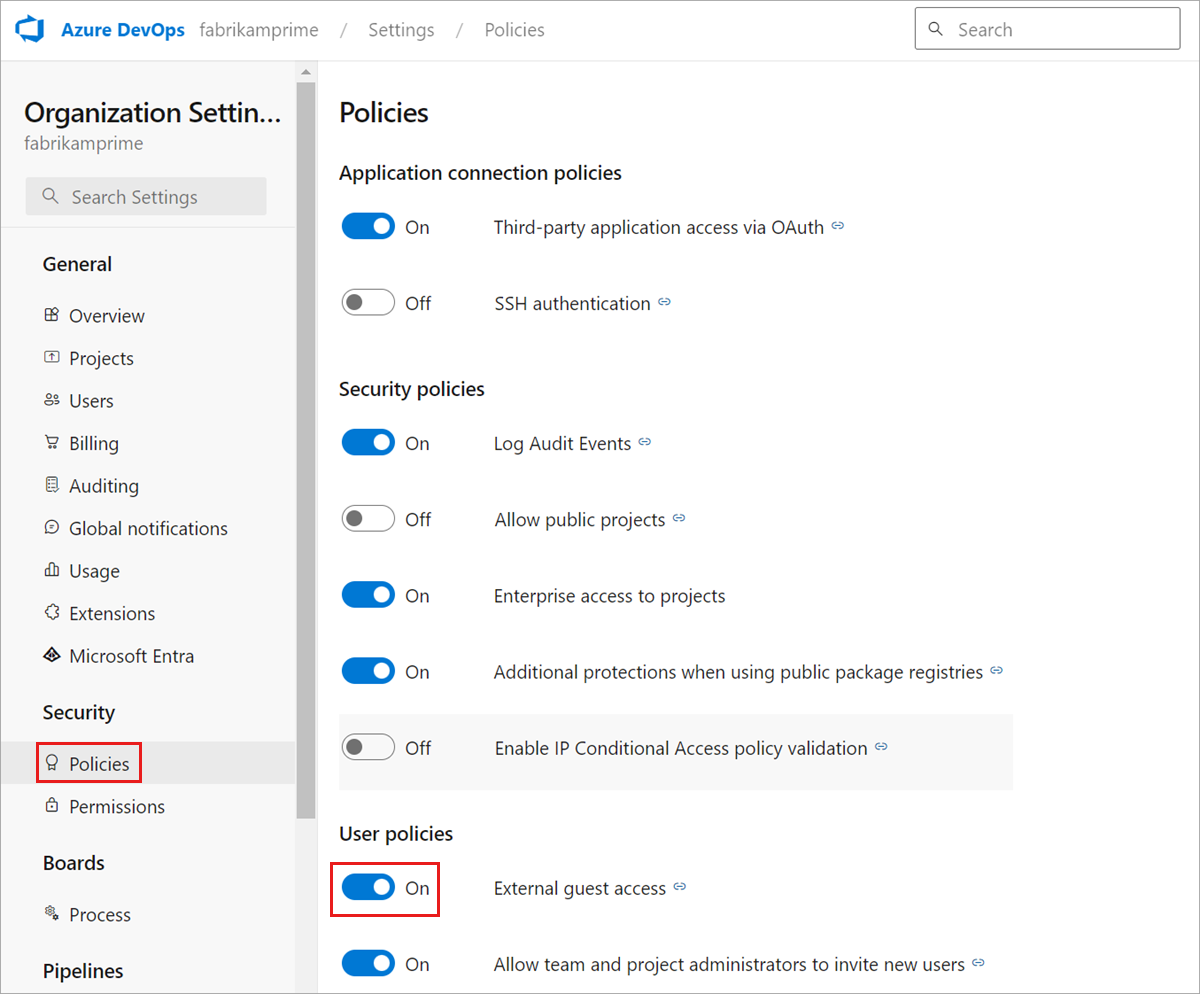 Azure DevOps fabrikamprime / Settings / Policies Search
Organization Settin...
fabrikamprime
Search Settings
General
Overview
Projects
Users
Billing
Auditing
Global notifications
Usage
Extensions
Microsoft Entra
Security
Policies
Permissions
Boards
Process
Pipelines
Policies
Application connection policies
On Third-party application access via OAuth
Off SSH authentication
Security policies
On Log Audit Events
Off Allow public projects
On Enterprise access to projects
On Additional protections when using public package registries
Off Enable IP Conditional Access policy validation
User policies
On External guest access
On Allow team and project administrators to invite new users